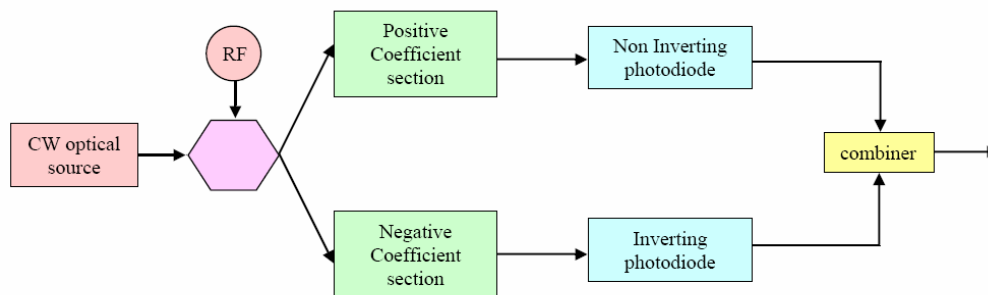 RF
Positive
Coefficient
section
Non Inverting
photodiode
CW optical
source
combiner
Negative
Coefficient
section
Inverting
photodiode